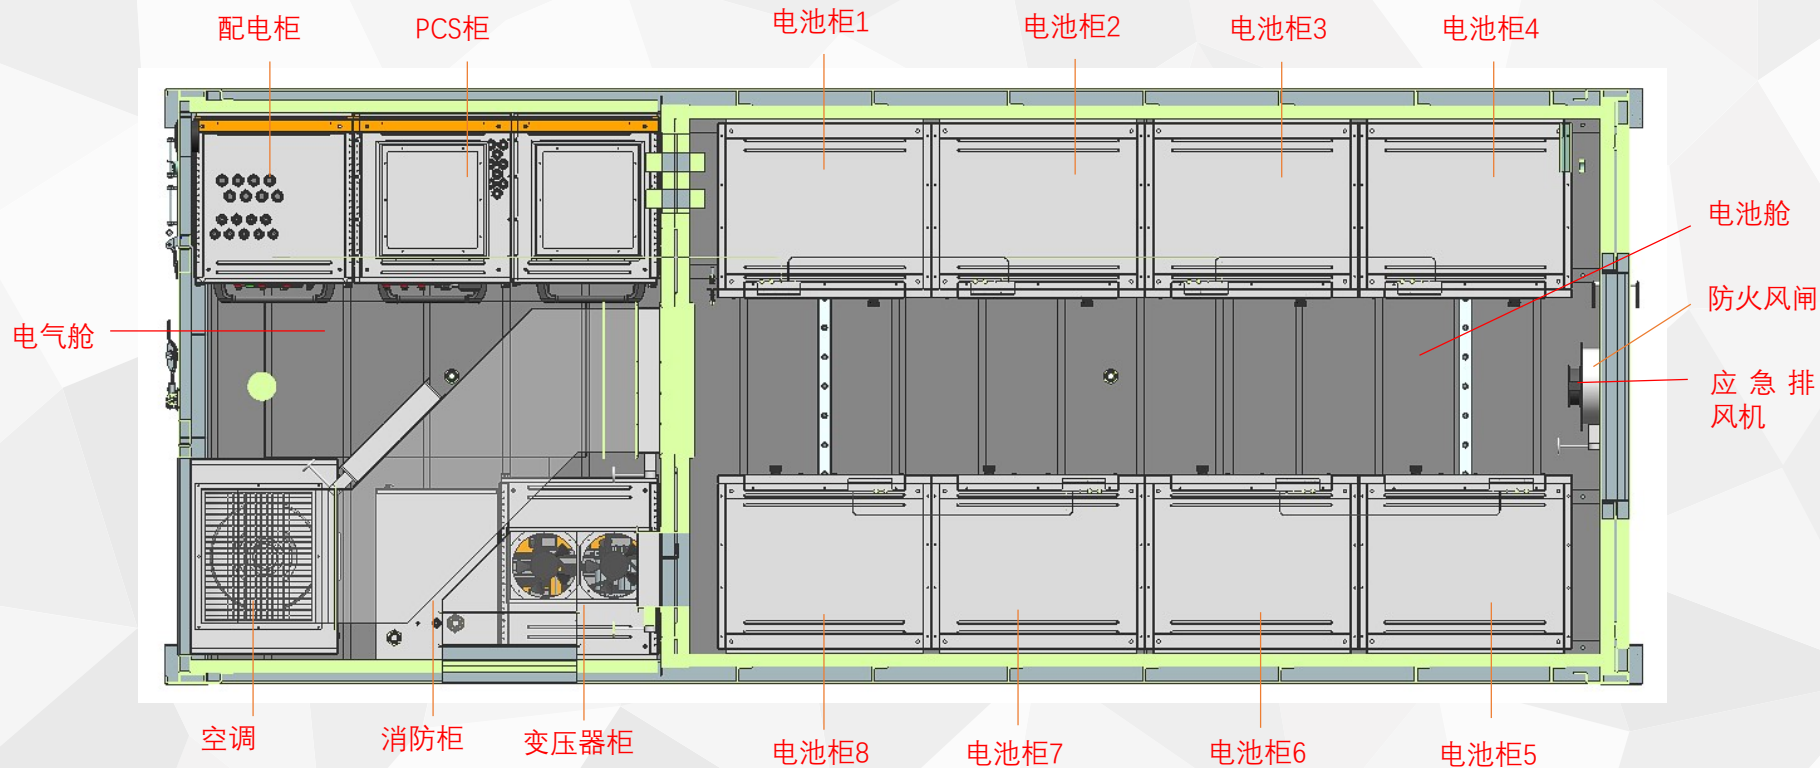 配电柜
PCS柜
电池柜1
电池柜2
电池柜3
电池柜4
电池舱
防火风闸
电气舱
应急排
风机
空调
消防柜
变压器柜
电池柜8
电池柜7
电池柜6
电池柜5